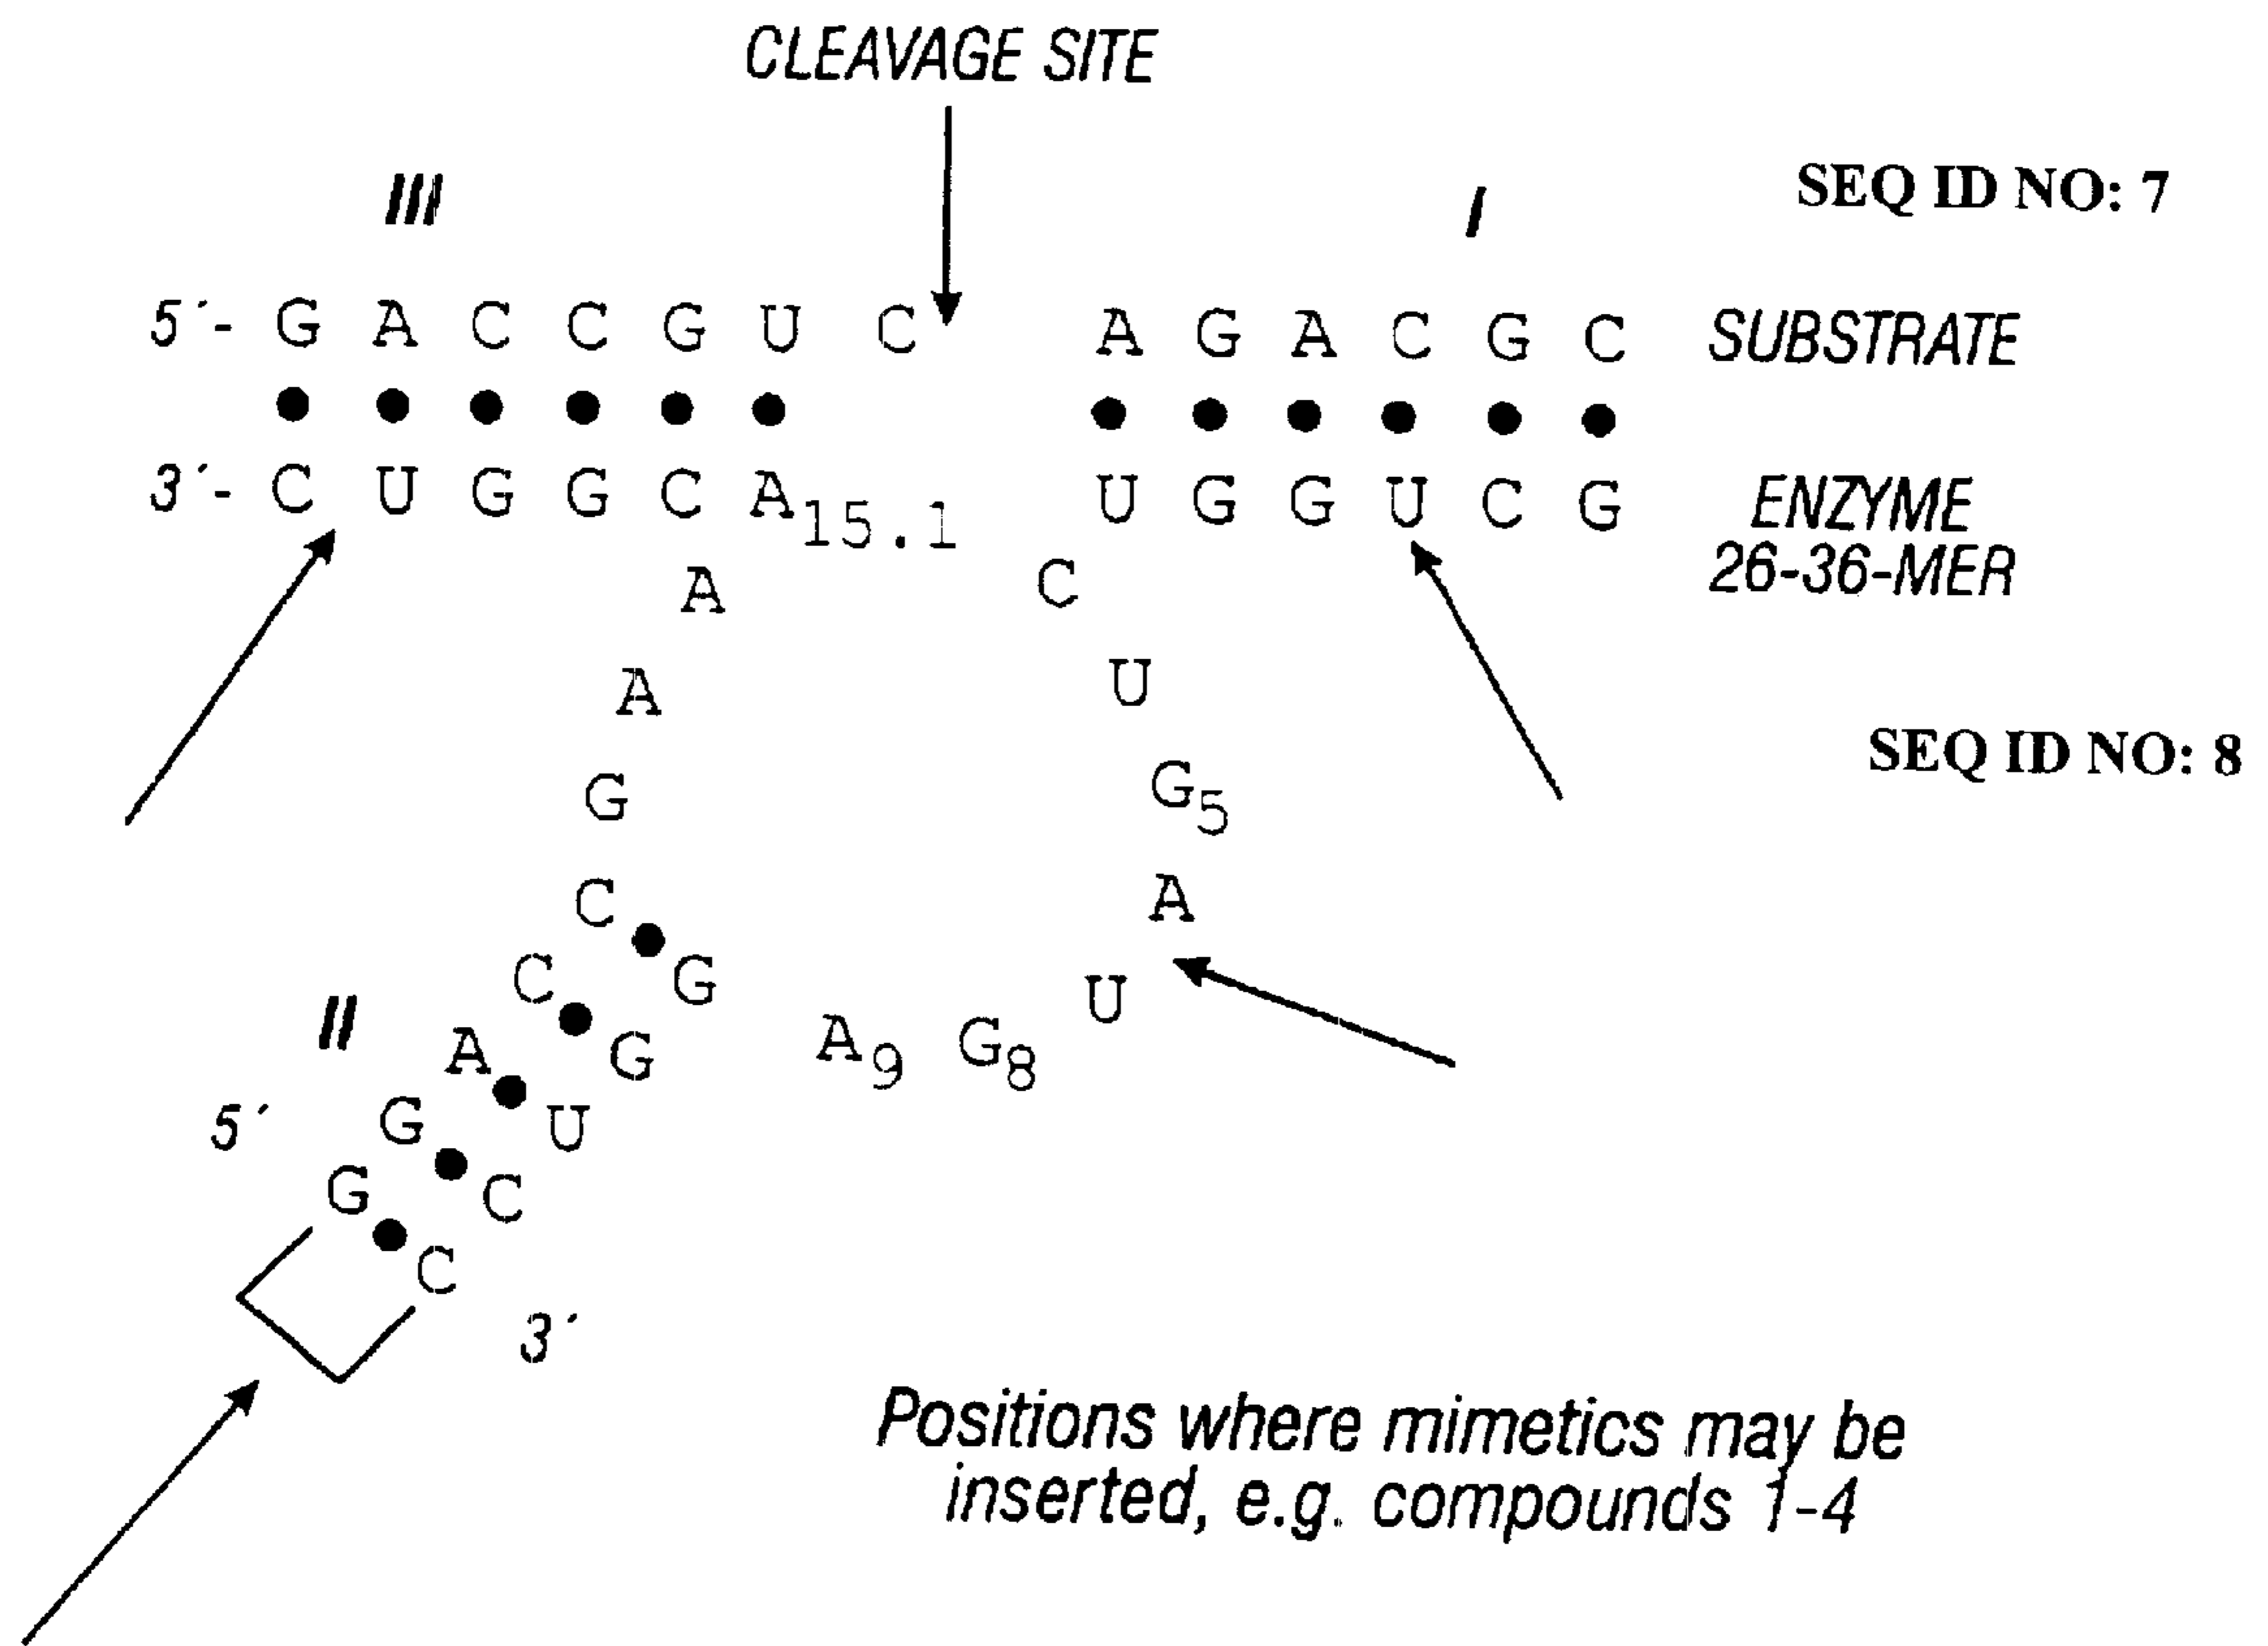 CLEAVAGE SITE
III
I
SEQ ID NO: 7
5´- G A C C G U C A G A C G C SUBSTRATE
3´- C U G G C A15.1 U G G U C G ENZYME
26-36-MER
A C
A U
G G5
SEQ ID NO: 8
C A
C G U
II A G A9 G8
5´ G U
G C
C
3´
Positions where mimetics may be
inserted, e.g. compounds 1-4